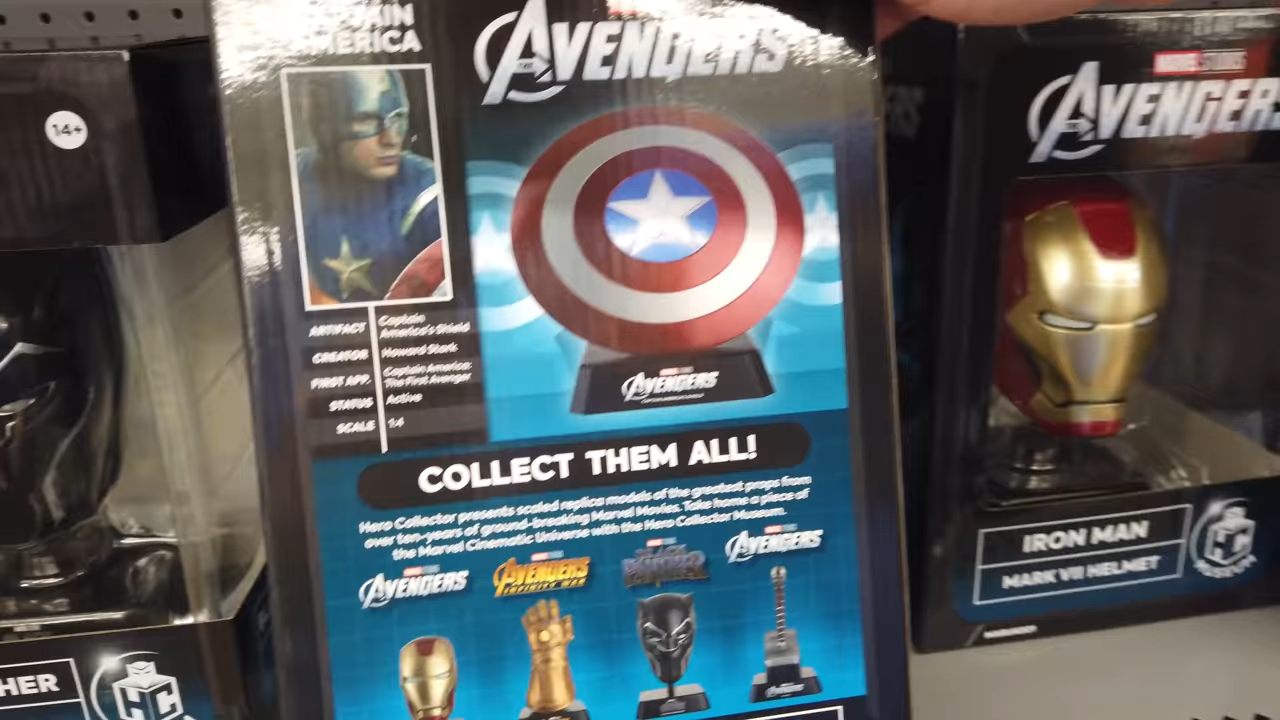 CAPTAIN
AMERICA
AVENGERS
14+
ARTIFACT Captain
America's Shield
CREATOR Howard Stark
FIRST APP. Captain America:
The First Avenger
STATUS Active
SCALE 1:4
AVENGERS
COLLECT THEM ALL!
Hero Collector presents scaled replica models of the greatest props from
over ten-years of ground-breaking Marvel Movies. Take home a piece of
the Marvel Cinematic Universe with the Hero Collector Museum.
AVENGERS
AVENGERS
INFINITY WAR
BLACK
PANTHER
AVENGERS
MARVEL STUDIOS
AVENGERS
IRON MAN
MARK VII HELMET
HC
MUSEUM
HER
HC